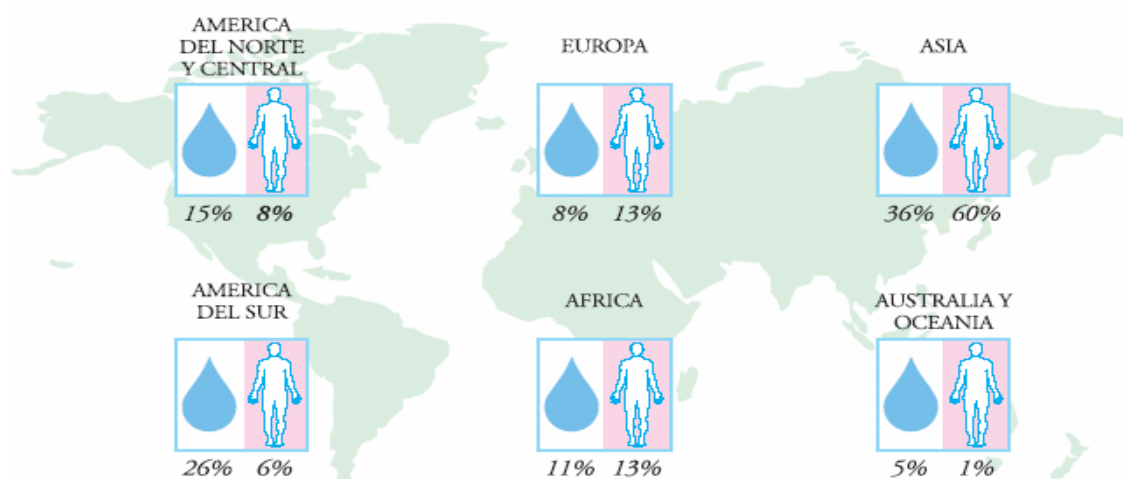 AMERICA
DEL NORTE
Y CENTRAL
EUROPA
ASIA
15% 8%
8% 13%
36% 60%
AMERICA
DEL SUR
AFRICA
AUSTRALIA Y
OCEANIA
26% 6%
11% 13%
5% 1%